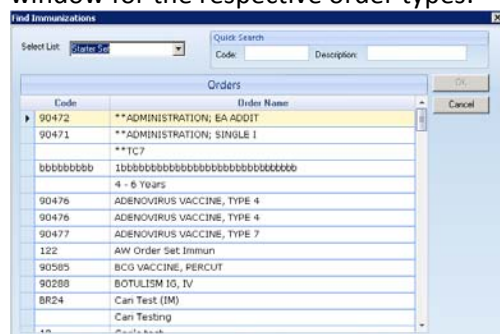 window for the respective order types.
Find Immunizations
Select List: Starter Set
Quick Search
Code: Description:
Orders
OK
Cancel
Code Order Name
90472 **ADMINISTRATION; EA ADDIT
90471 **ADMINISTRATION; SINGLE I
**TC7
bbbbbbbbb 1bbbbbbbbbbbbbbbbbbbbbbbbbbbbb
4 - 6 Years
90476 ADENOVIRUS VACCINE, TYPE 4
90476 ADENOVIRUS VACCINE, TYPE 4
90477 ADENOVIRUS VACCINE, TYPE 7
122 AW Order Set Immun
90585 BCG VACCINE, PERCUT
90288 BOTULISM IG, IV
BR24 Cari Test (IM)
Cari Testing